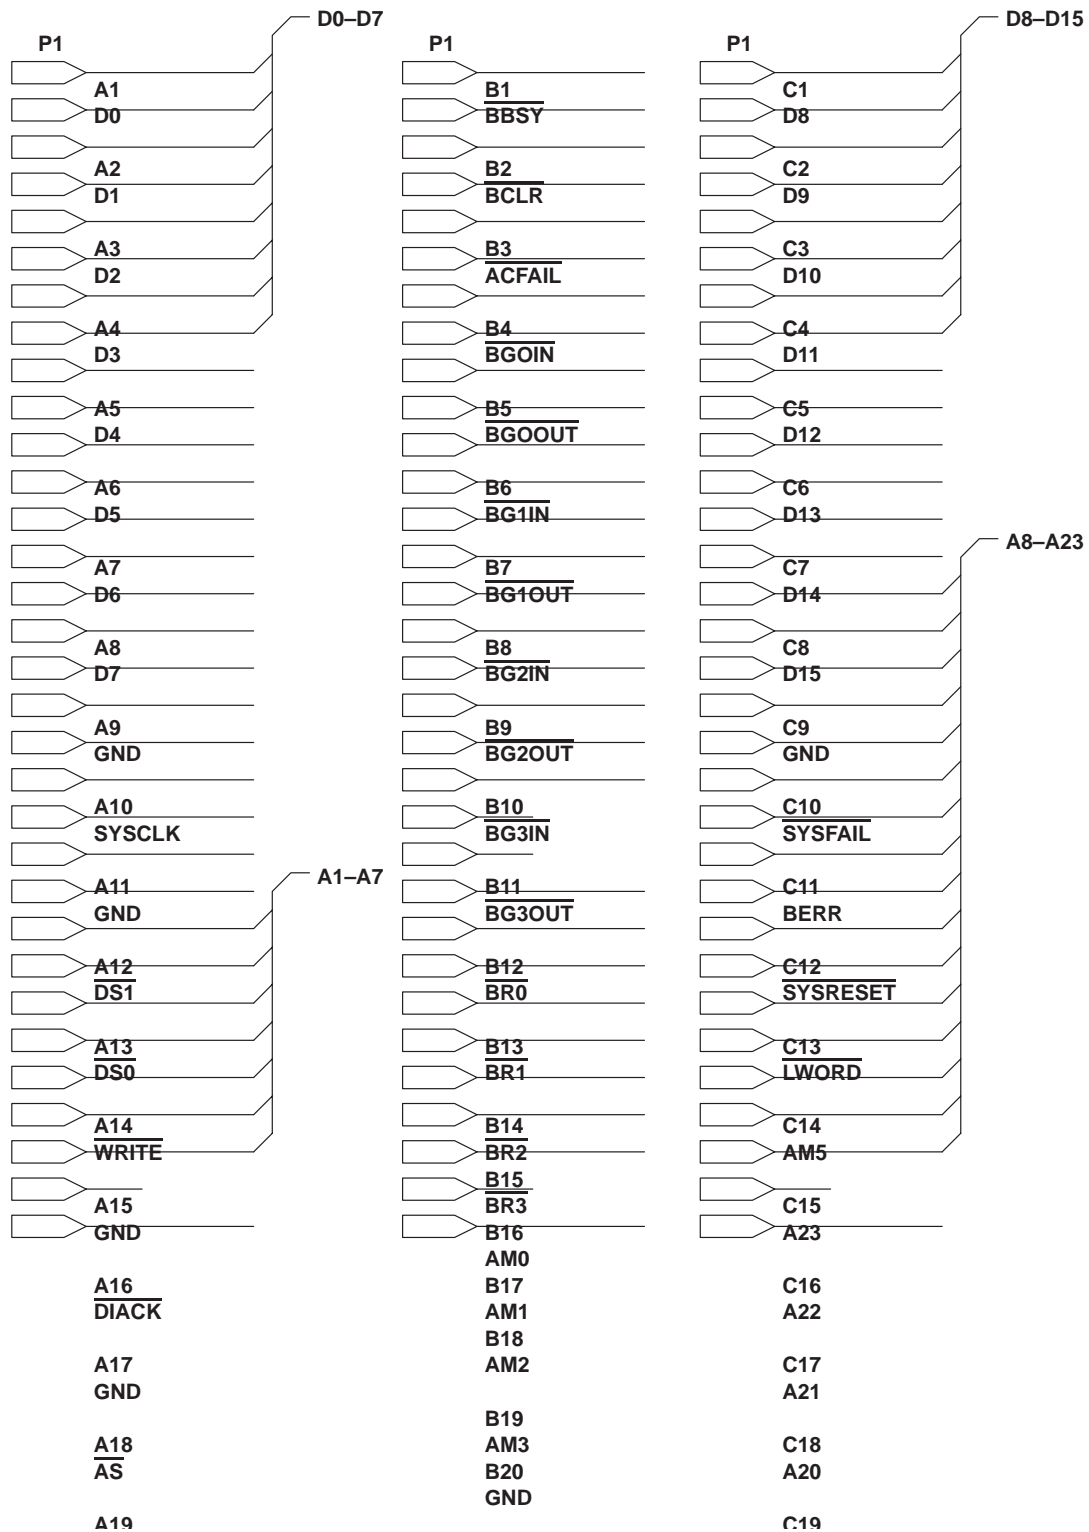 D0–D7
P1
A1
D0
A2
D1
A3
D2
A4
D3
A5
D4
A6
D5
A7
D6
A8
D7
A9
GND
A10
SYSCLK
A11
GND
A1–A7
A12
DS1
A13
DS0
A14
WRITE
A15
GND
A16
DIACK
A17
GND
A18
AS
A19
P1
B1
BBSY
B2
BCLR
B3
ACFAIL
B4
BGOIN
B5
BGOOUT
B6
BG1IN
B7
BG1OUT
B8
BG2IN
B9
BG2OUT
B10
BG3IN
B11
BG3OUT
B12
BR0
B13
BR1
B14
BR2
B15
BR3
B16
AM0
B17
AM1
B18
AM2
B19
AM3
B20
GND
D8–D15
P1
C1
D8
C2
D9
C3
D10
C4
D11
C5
D12
C6
D13
A8–A23
C7
D14
C8
D15
C9
GND
C10
SYSFAIL
C11
BERR
C12
SYSRESET
C13
LWORD
C14
AM5
C15
A23
C16
A22
C17
A21
C18
A20
C19